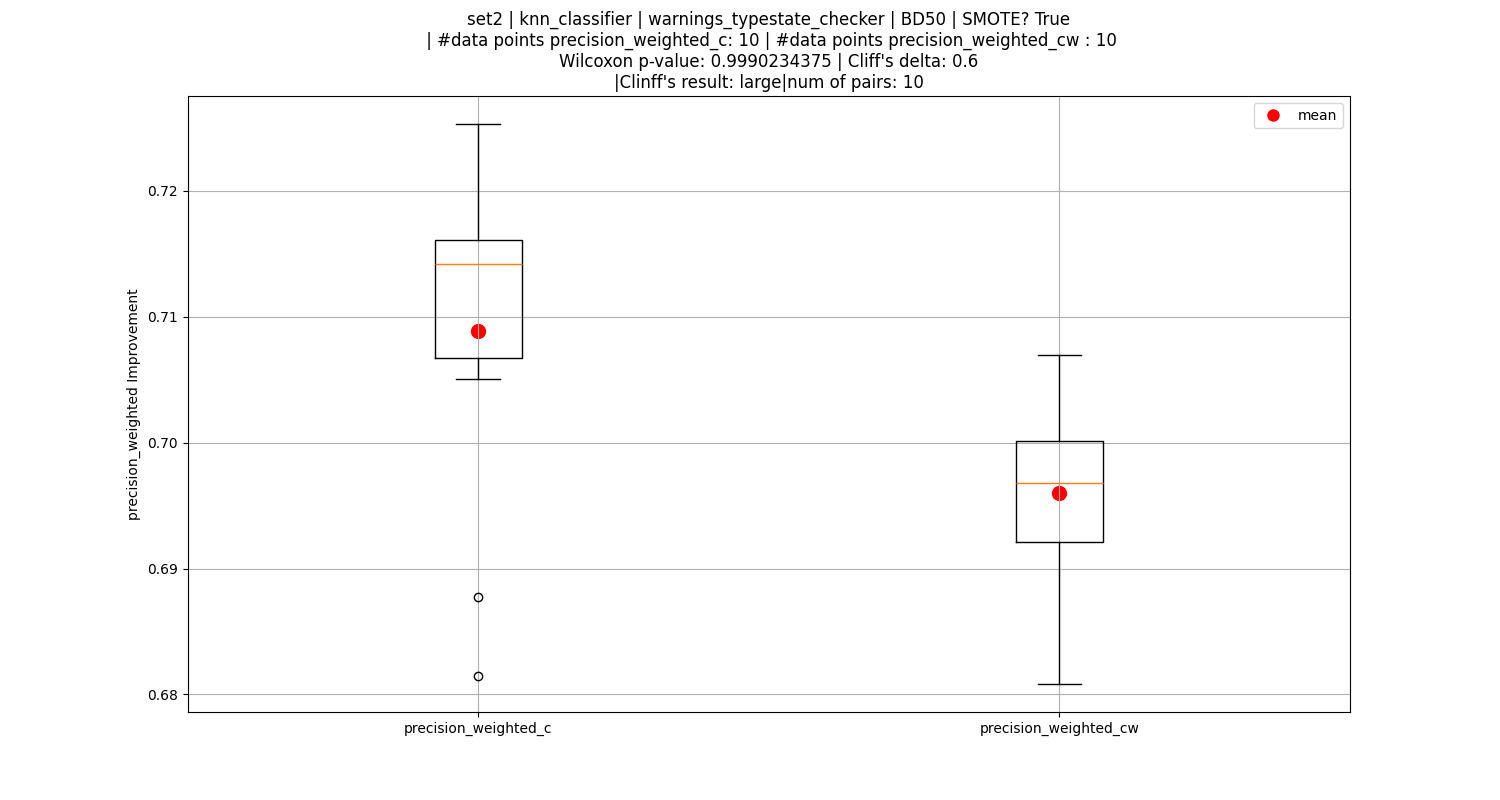 set2 | knn_classifier | warnings_typestate_checker | BD50 | SMOTE? True
| #data points precision_weighted_c: 10 | #data points precision_weighted_cw : 10
Wilcoxon p-value: 0.9990234375 | Cliff's delta: 0.6
|Clinff's result: large|num of pairs: 10
mean
0.72
0.71
0.70
0.69
0.68
precision_weighted Improvement
precision_weighted_c
precision_weighted_cw